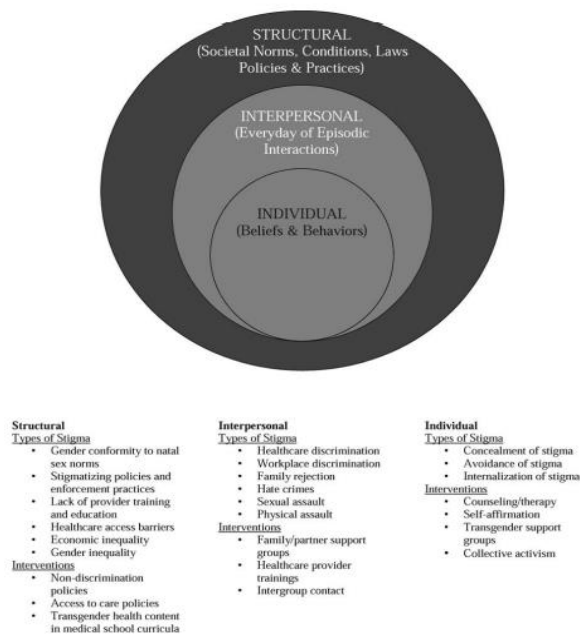 STRUCTURAL
(Societal Norms, Conditions, Laws
Policies & Practices)
INTERPERSONAL
(Everyday of Episodic
Interactions)
INDIVIDUAL
(Beliefs & Behaviors)
Structural
Types of Stigma
• Gender conformity to natal
sex norms
• Stigmatizing policies and
enforcement practices
• Lack of provider training
and education
• Healthcare access barriers
• Economic inequality
• Gender inequality
Interventions
• Non-discrimination
policies
• Access to care policies
• Transgender health content
in medical school curricula
Interpersonal
Types of Stigma
• Healthcare discrimination
• Workplace discrimination
• Family rejection
• Hate crimes
• Sexual assault
• Physical assault
Interventions
• Family/partner support
groups
• Healthcare provider
trainings
• Intergroup contact
Individual
Types of Stigma
• Concealment of stigma
• Avoidance of stigma
• Internalization of stigma
Interventions
• Counseling/therapy
• Self-affirmation
• Transgender support
groups
• Collective activism